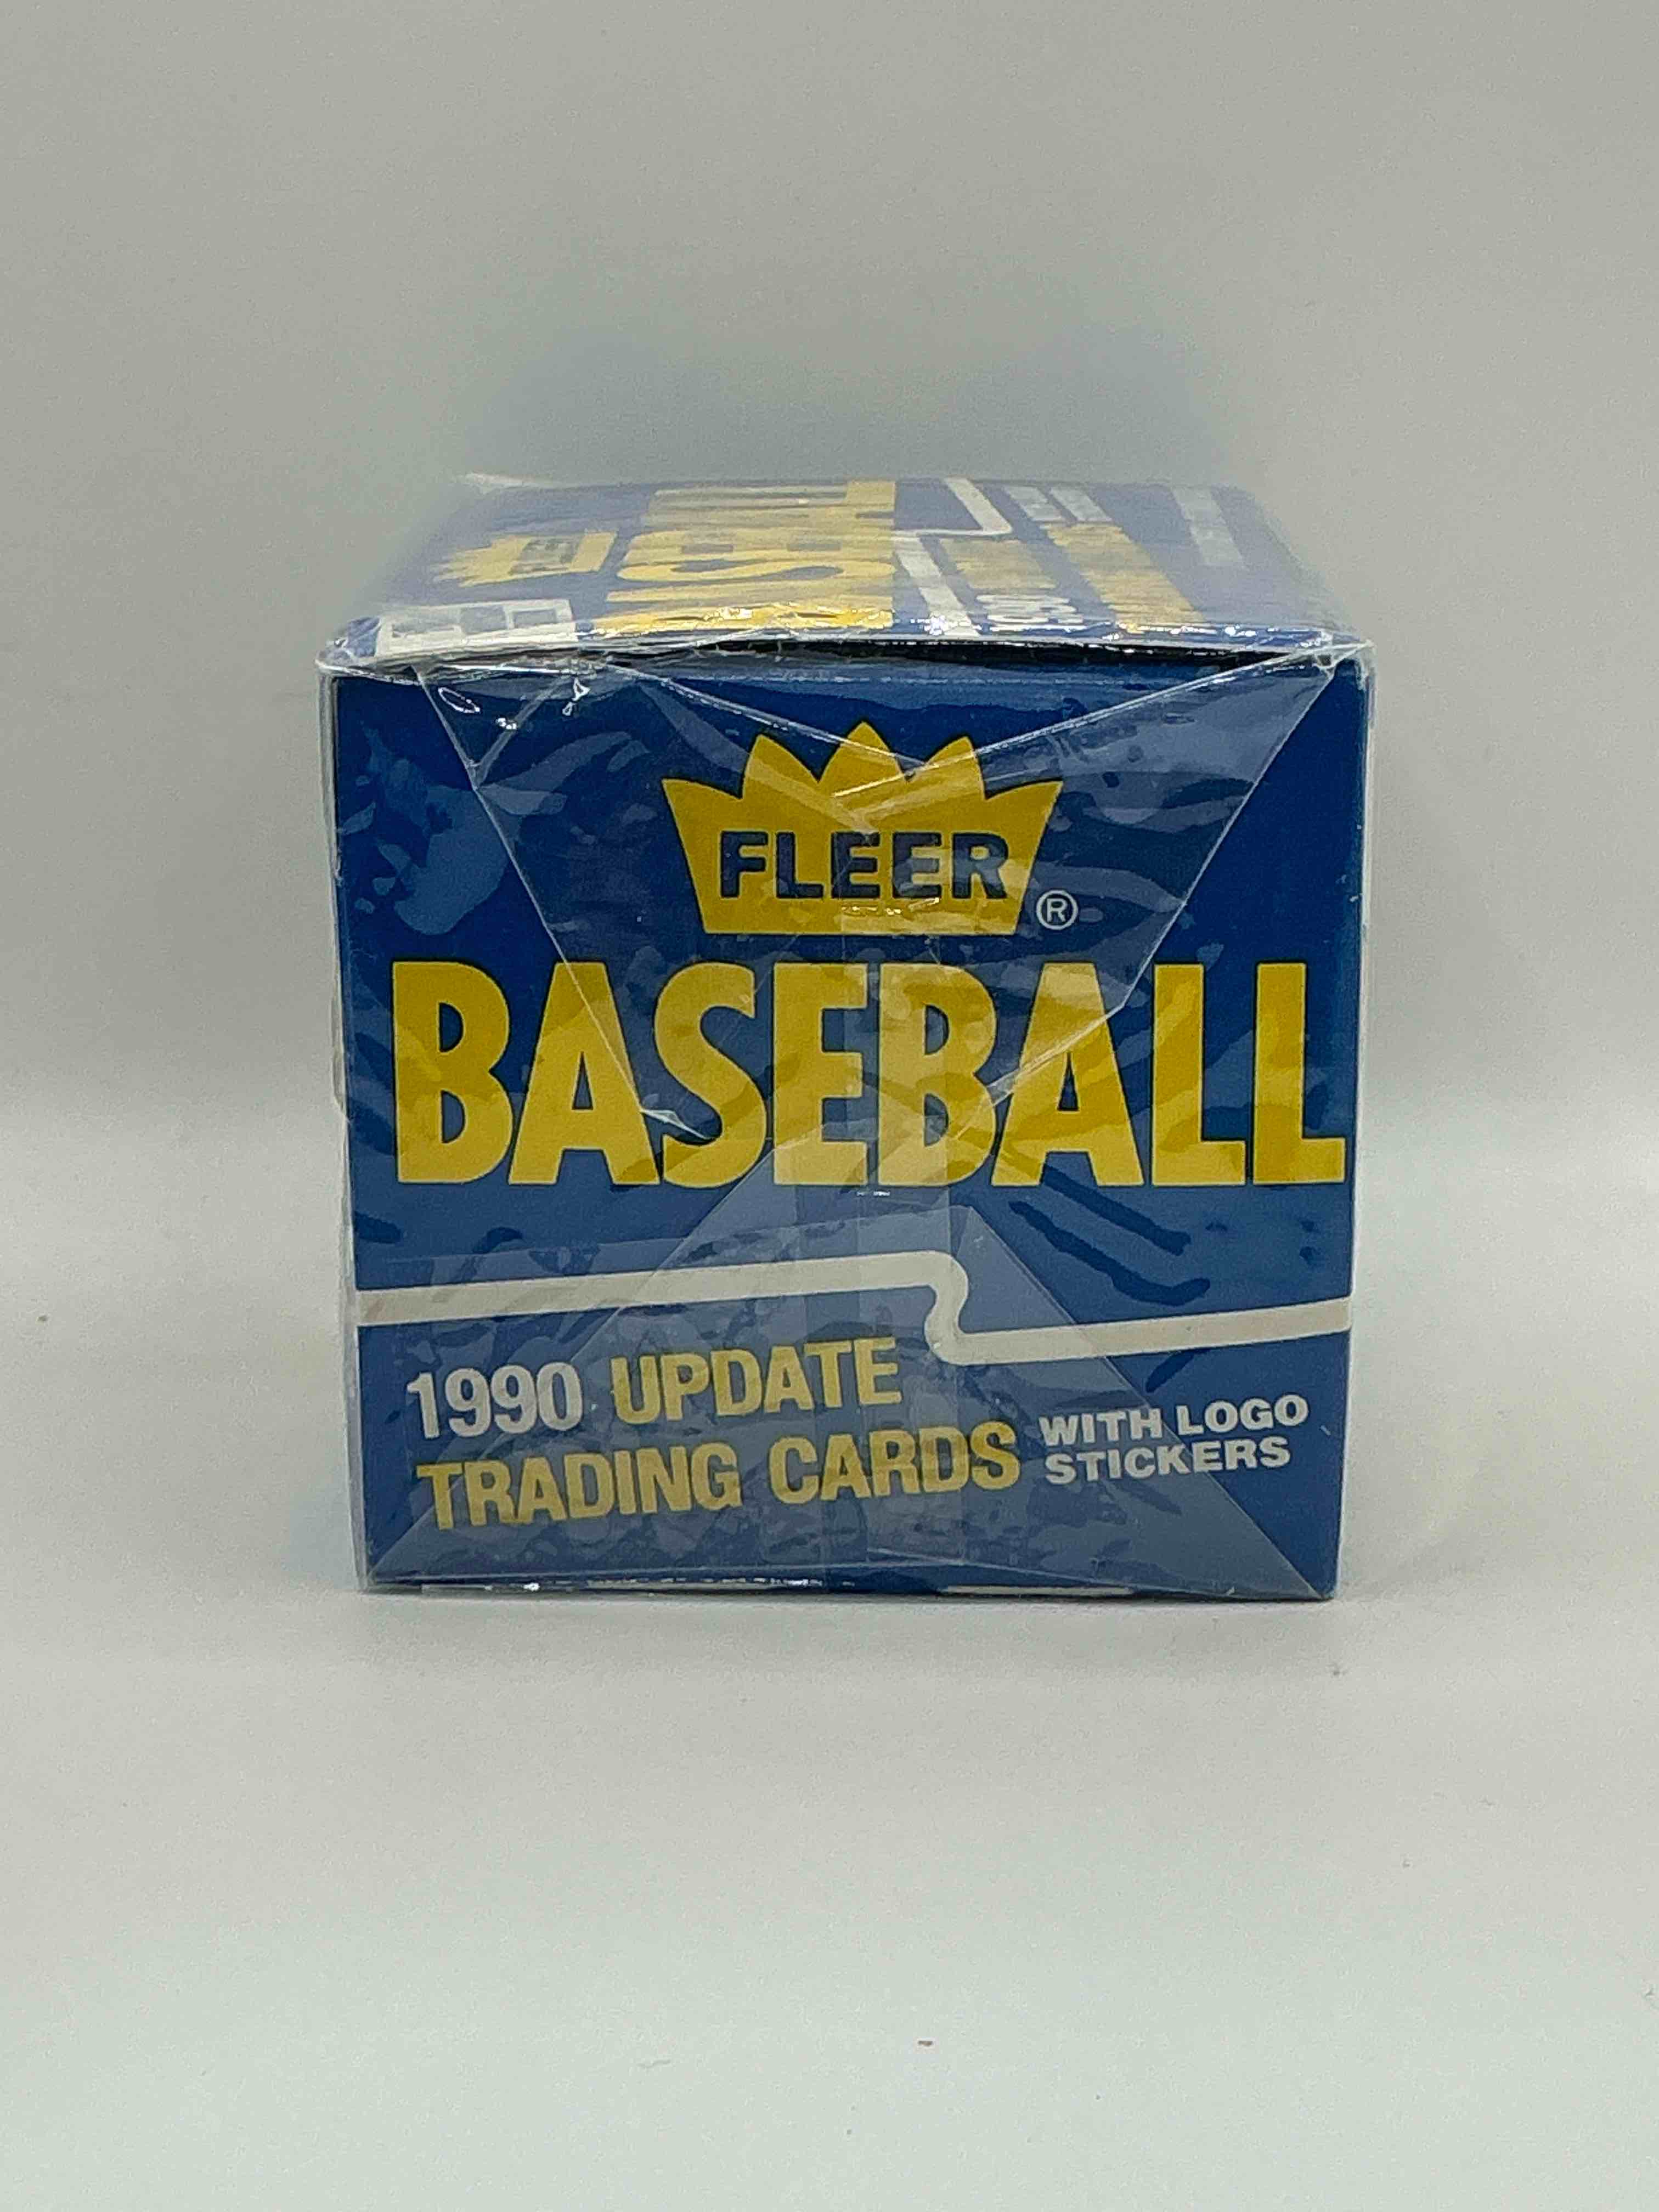 FLEER ®
BASEBALL
1990 UPDATE
TRADING CARDS
WITH LOGO
STICKERS